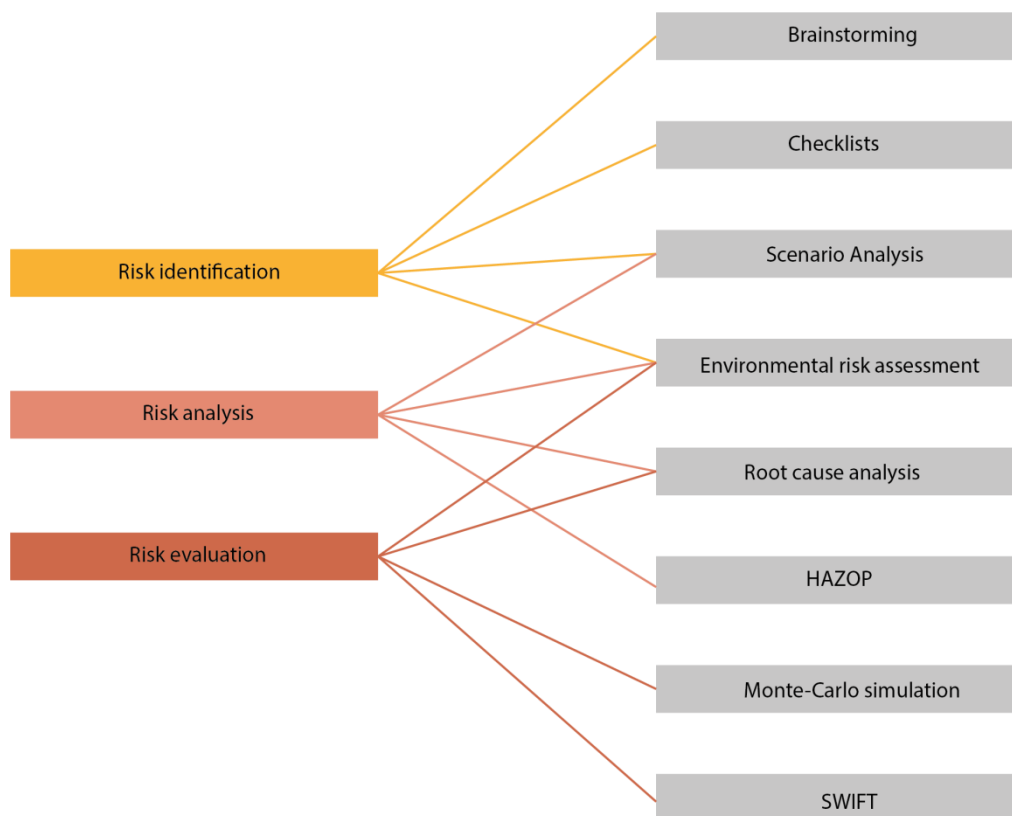 Risk identification
Risk analysis
Risk evaluation
Brainstorming
Checklists
Scenario Analysis
Environmental risk assessment
Root cause analysis
HAZOP
Monte-Carlo simulation
SWIFT